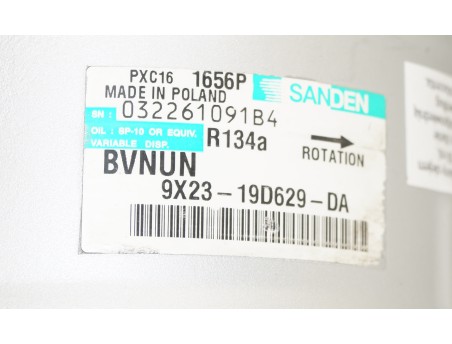 PXC16 1656P SANDEN
MADE IN POLAND
SN: 032261091B4
OIL: SP-10 OR EQUIV. R134a
VARIABLE DISP. ROTATION
BVNUN
9X23-19D629-DA